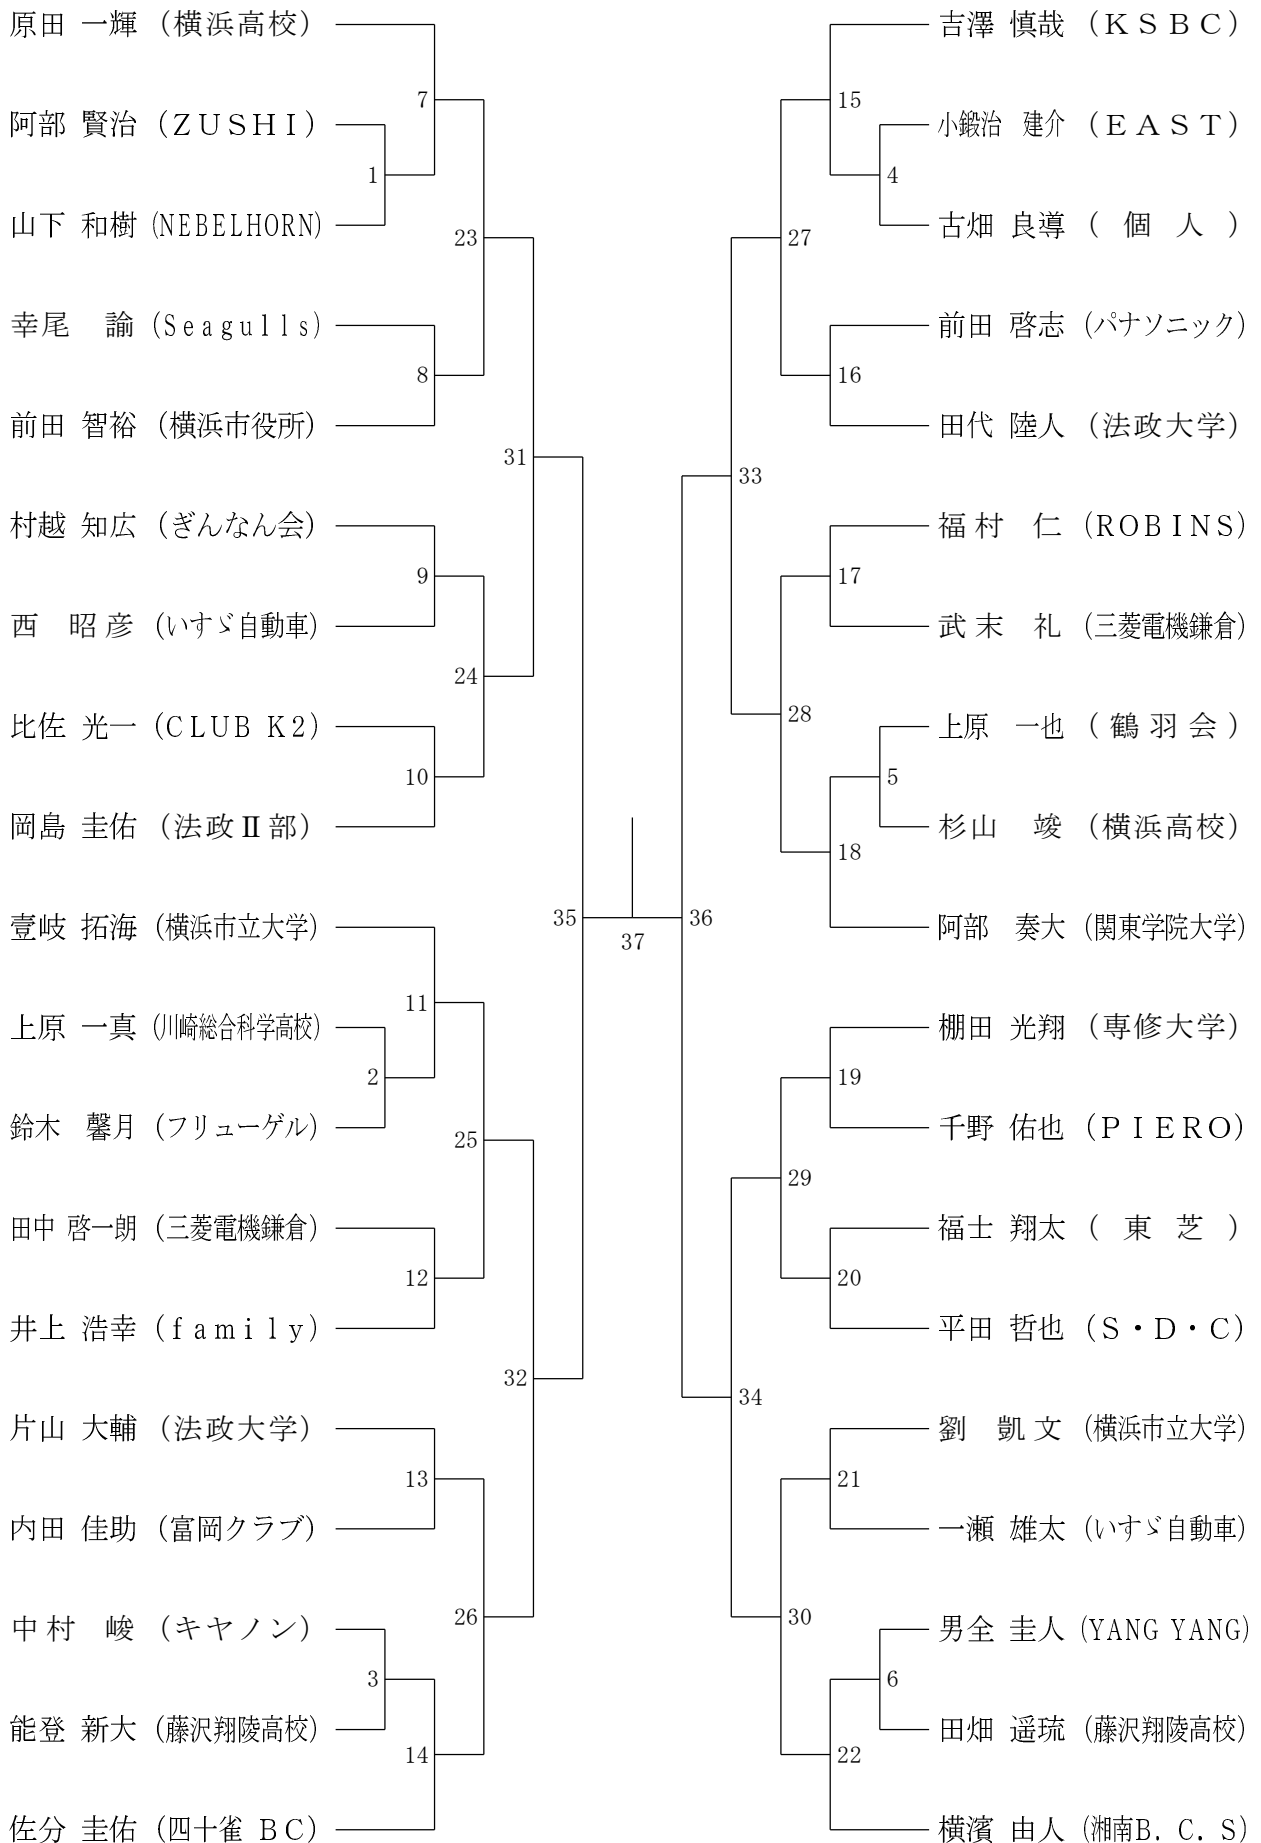 原田 一輝 (横浜高校)
7
阿部 賢治 (ZUSHI)
1
山下 和樹 (NEBELHORN)
23
幸尾 諭 (Seagulls)
8
前田 智裕 (横浜市役所)
31
村越 知広 (ぎんなん会)
9
西 昭彦 (いすゞ自動車)
24
比佐 光一 (CLUB K2)
10
岡島 圭佑 (法政Ⅱ部)
35
壹岐 拓海 (横浜市立大学)
11
上原 一真 (川崎総合科学高校)
2
鈴木 馨月 (フリューゲル)
25
田中 啓一朗 (三菱電機鎌倉)
12
井上 浩幸 (family)
32
片山 大輔 (法政大学)
13
内田 佳助 (富岡クラブ)
26
中村 峻 (キヤノン)
3
能登 新大 (藤沢翔陵高校)
14
佐分 圭佑 (四十雀 BC)
37
吉澤 慎哉 (KSBC)
15
小鍛治 建介 (EAST)
4
古畑 良導 (個人)
27
前田 啓志 (パナソニック)
16
田代 陸人 (法政大学)
33
福村 仁 (ROBINS)
17
武末 礼 (三菱電機鎌倉)
28
上原 一也 (鶴羽会)
5
杉山 竣 (横浜高校)
18
阿部 奏大 (関東学院大学)
36
棚田 光翔 (専修大学)
19
千野 佑也 (PIERO)
29
福士 翔太 (東芝)
20
平田 哲也 (S・D・C)
34
劉 凱文 (横浜市立大学)
21
一瀬 雄太 (いすゞ自動車)
30
男全 圭人 (YANG YANG)
6
田畑 遥琉 (藤沢翔陵高校)
22
横濱 由人 (湘南B.C.S)